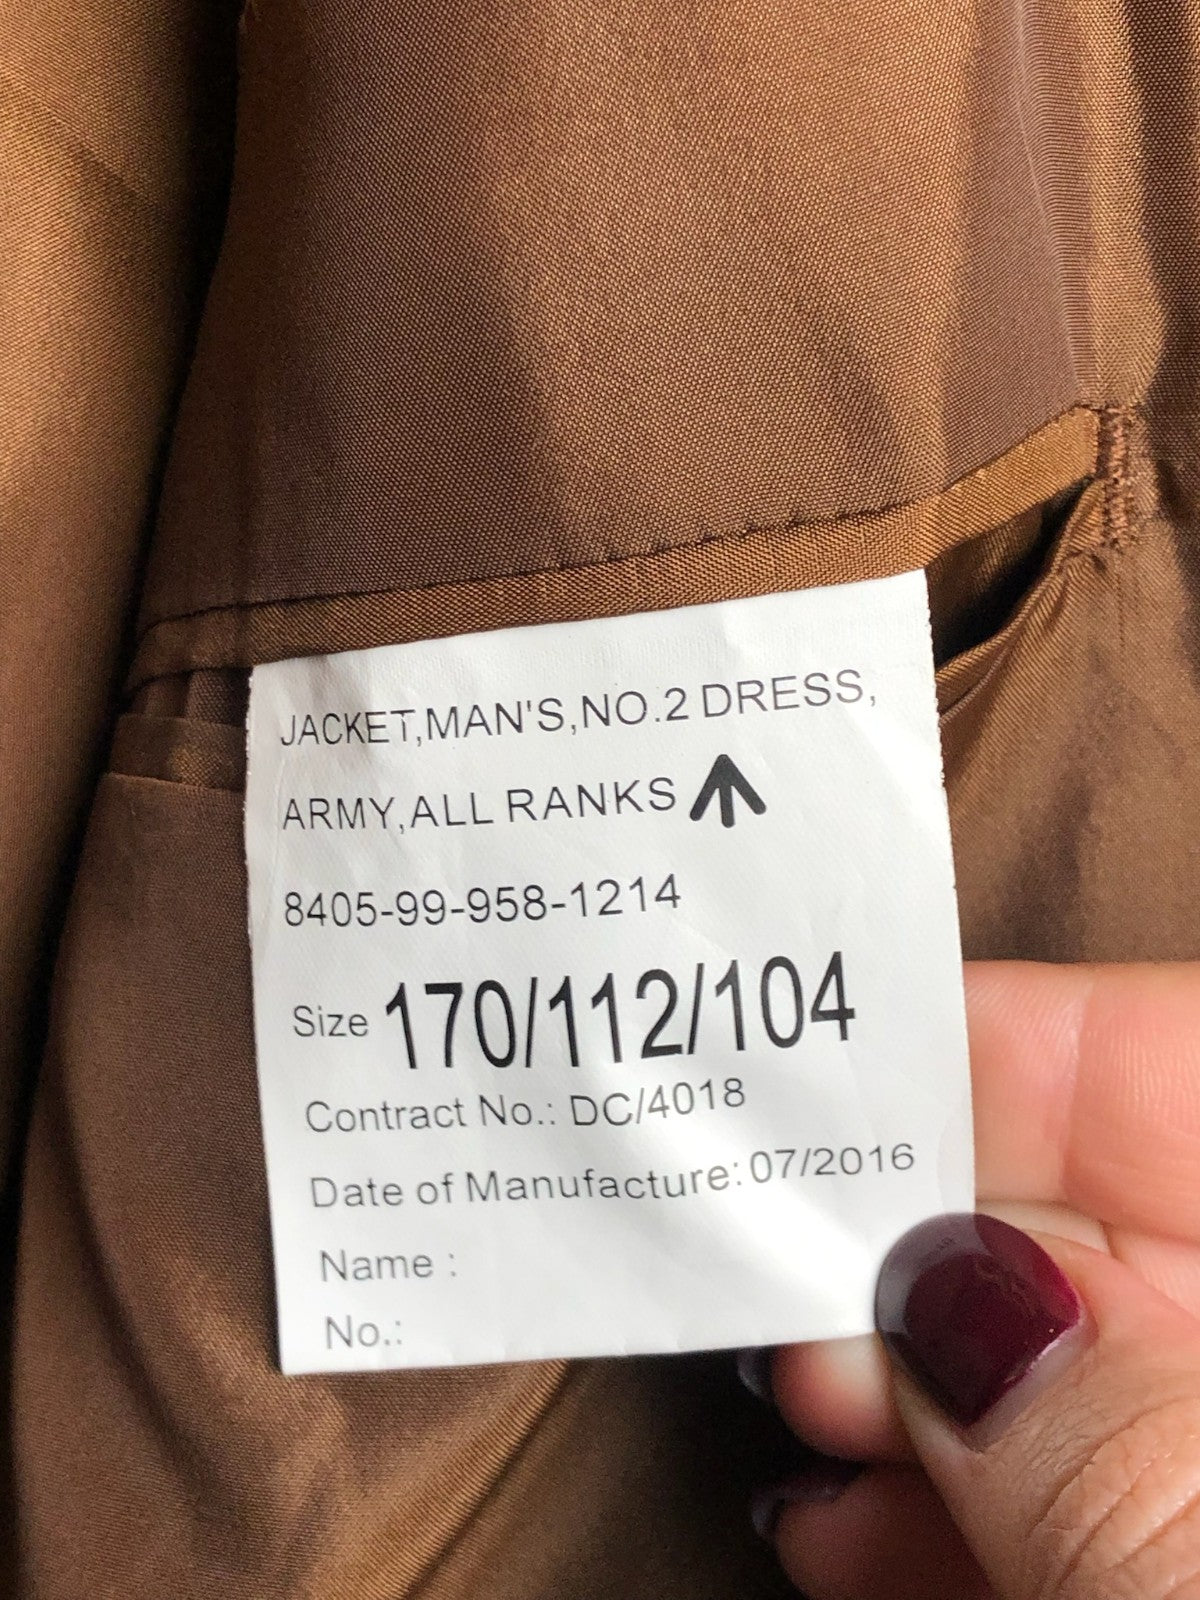 JACKET,MAN'S,NO.2 DRESS,
ARMY,ALL RANKS
8405-99-958-1214
Size 170/112/104
Contract No.: DC/4018
Date of Manufacture: 07/2016
Name :
No.: